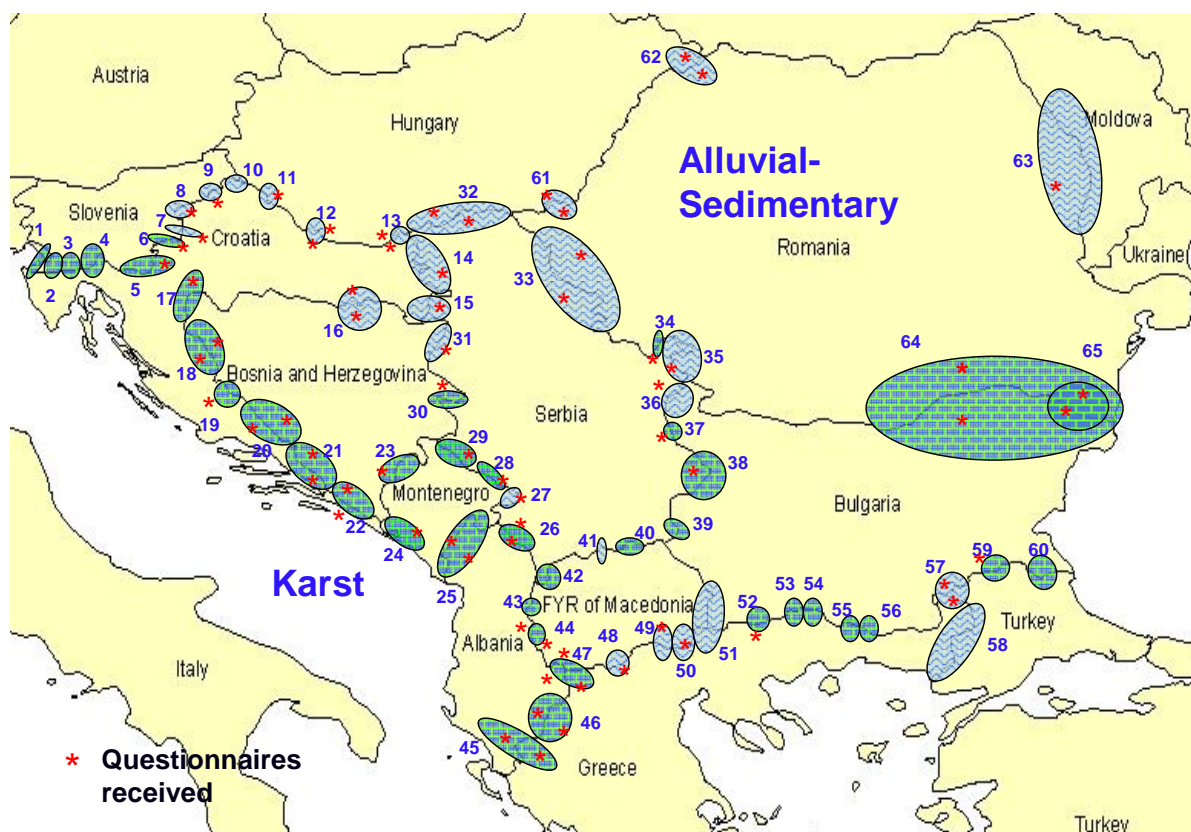 62
Austria
Moldova
Hungary
Alluvial-
Sedimentary
63
9
10
11
61
32
8
Slovenia
12
13
7
1
4
6
Croatia
Romania
3
Ukraine
14
2
5
33
17
15
16
31
34
64
65
35
18
Bosnia and Herzegovina
36
30
Serbia
19
37
20
21
29
23
28
38
Montenegro
27
22
Bulgaria
39
24
26
40
41
Karst
59
60
57
42
53
54
25
43
FYR of Macedonia
52
55
56
Turkey
44
49
Albania
48
58
51
47
50
Italy
46
45
* Questionnaires
received
Greece
Turkey